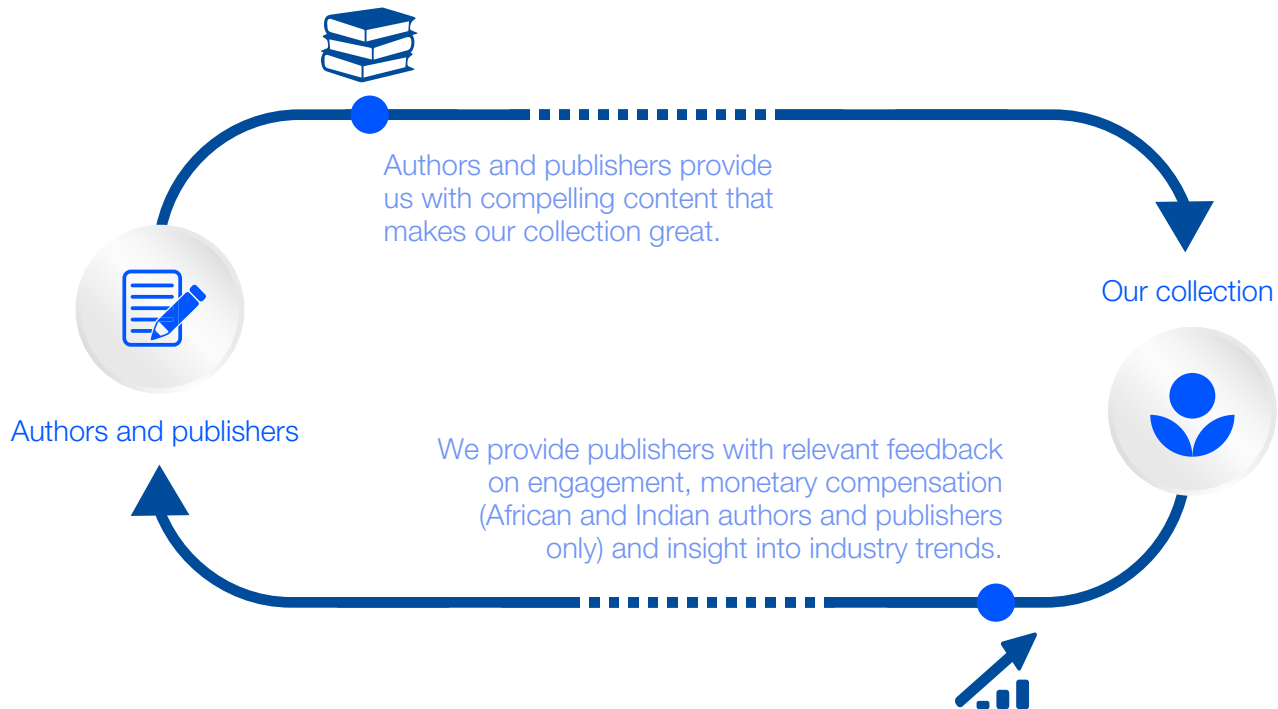 Authors and publishers provide
us with compelling content that
makes our collection great.
Our collection
Authors and publishers
We provide publishers with relevant feedback
on engagement, monetary compensation
(African and Indian authors and publishers
only) and insight into industry trends.